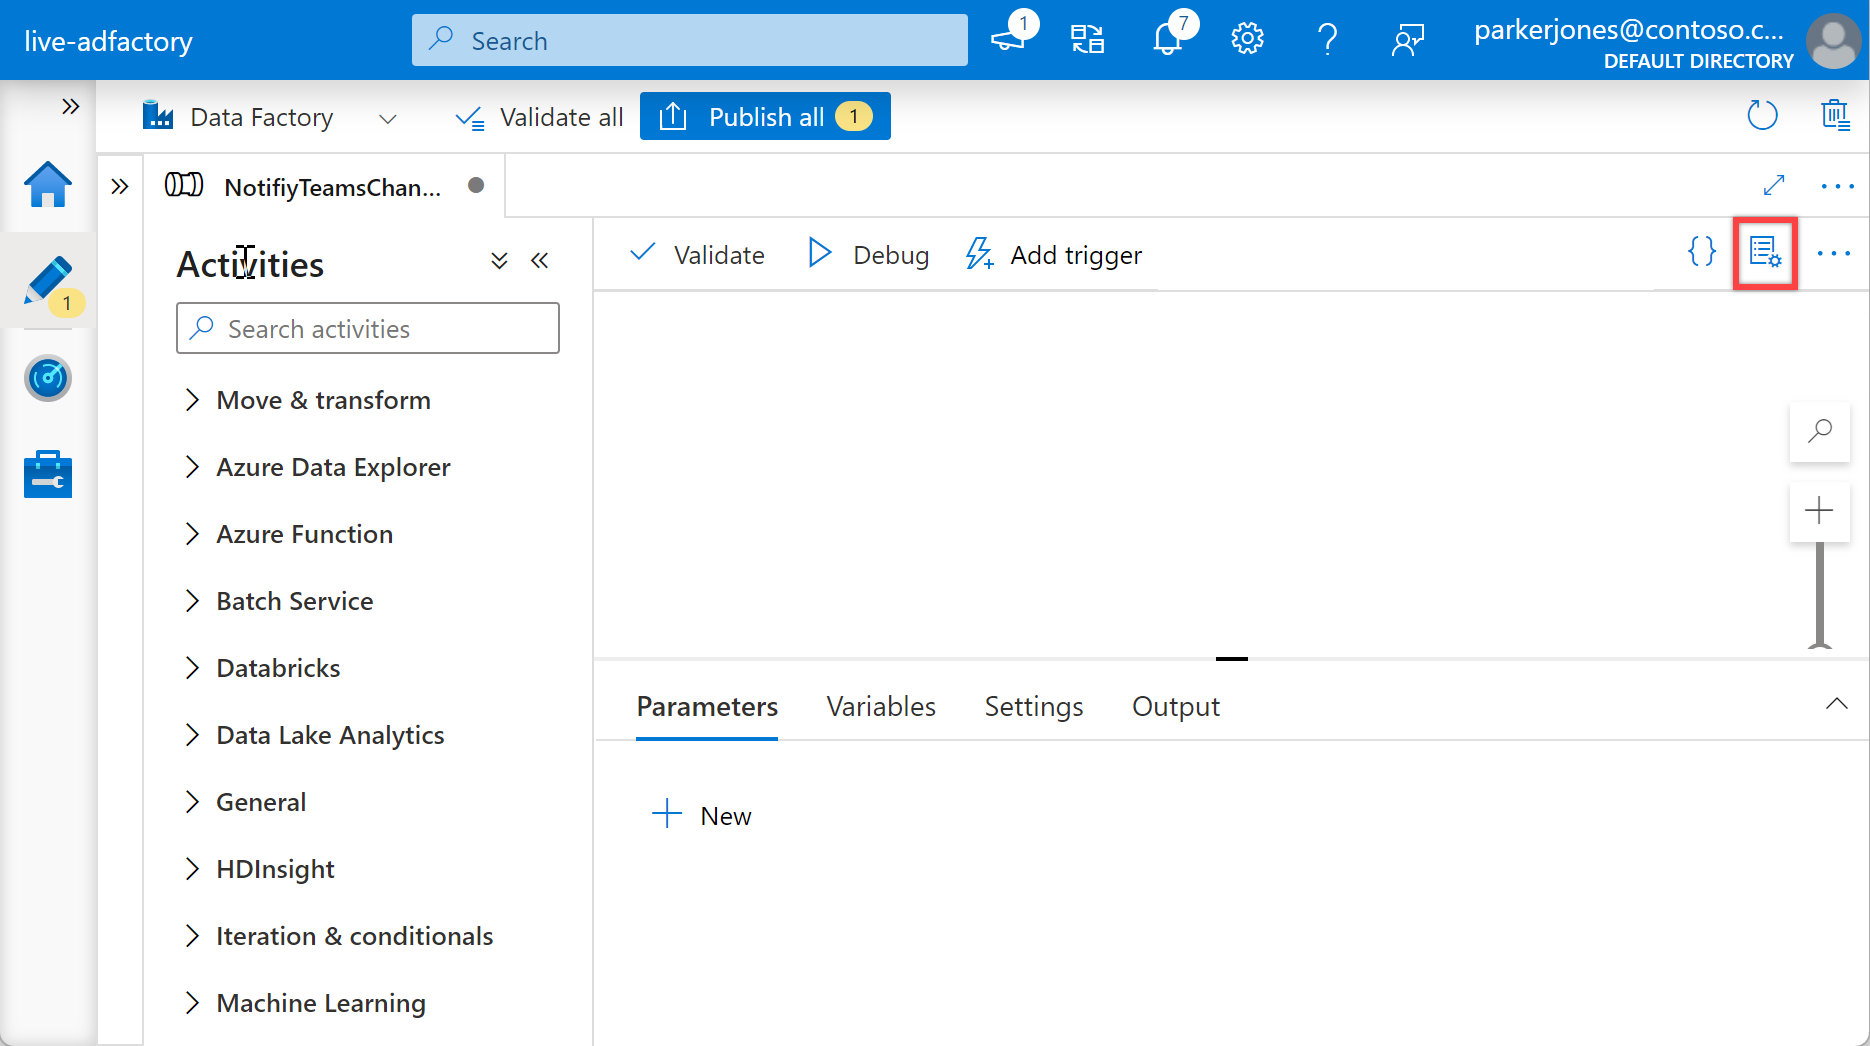 live-adfactory
Search
1
7
parkerjones@contoso.c...
DEFAULT DIRECTORY
Data Factory
Validate all
Publish all
1
NotifiyTeamsChan...
Activities
Validate
Debug
Add trigger
{}
1
Search activities
Move & transform
Azure Data Explorer
Azure Function
Batch Service
Databricks
Data Lake Analytics
General
HDInsight
Iteration & conditionals
Machine Learning
Parameters
Variables
Settings
Output
New